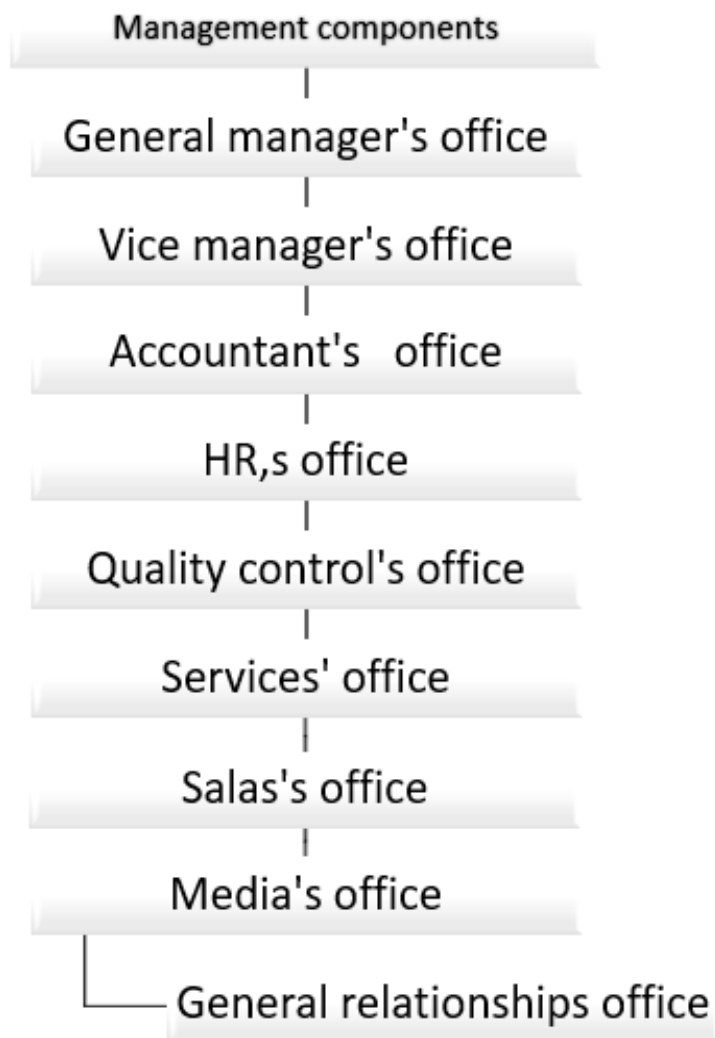 Management components
General manager's office
Vice manager's office
Accountant's office
HR,s office
Quality control's office
Services' office
Salas's office
Media's office
General relationships office